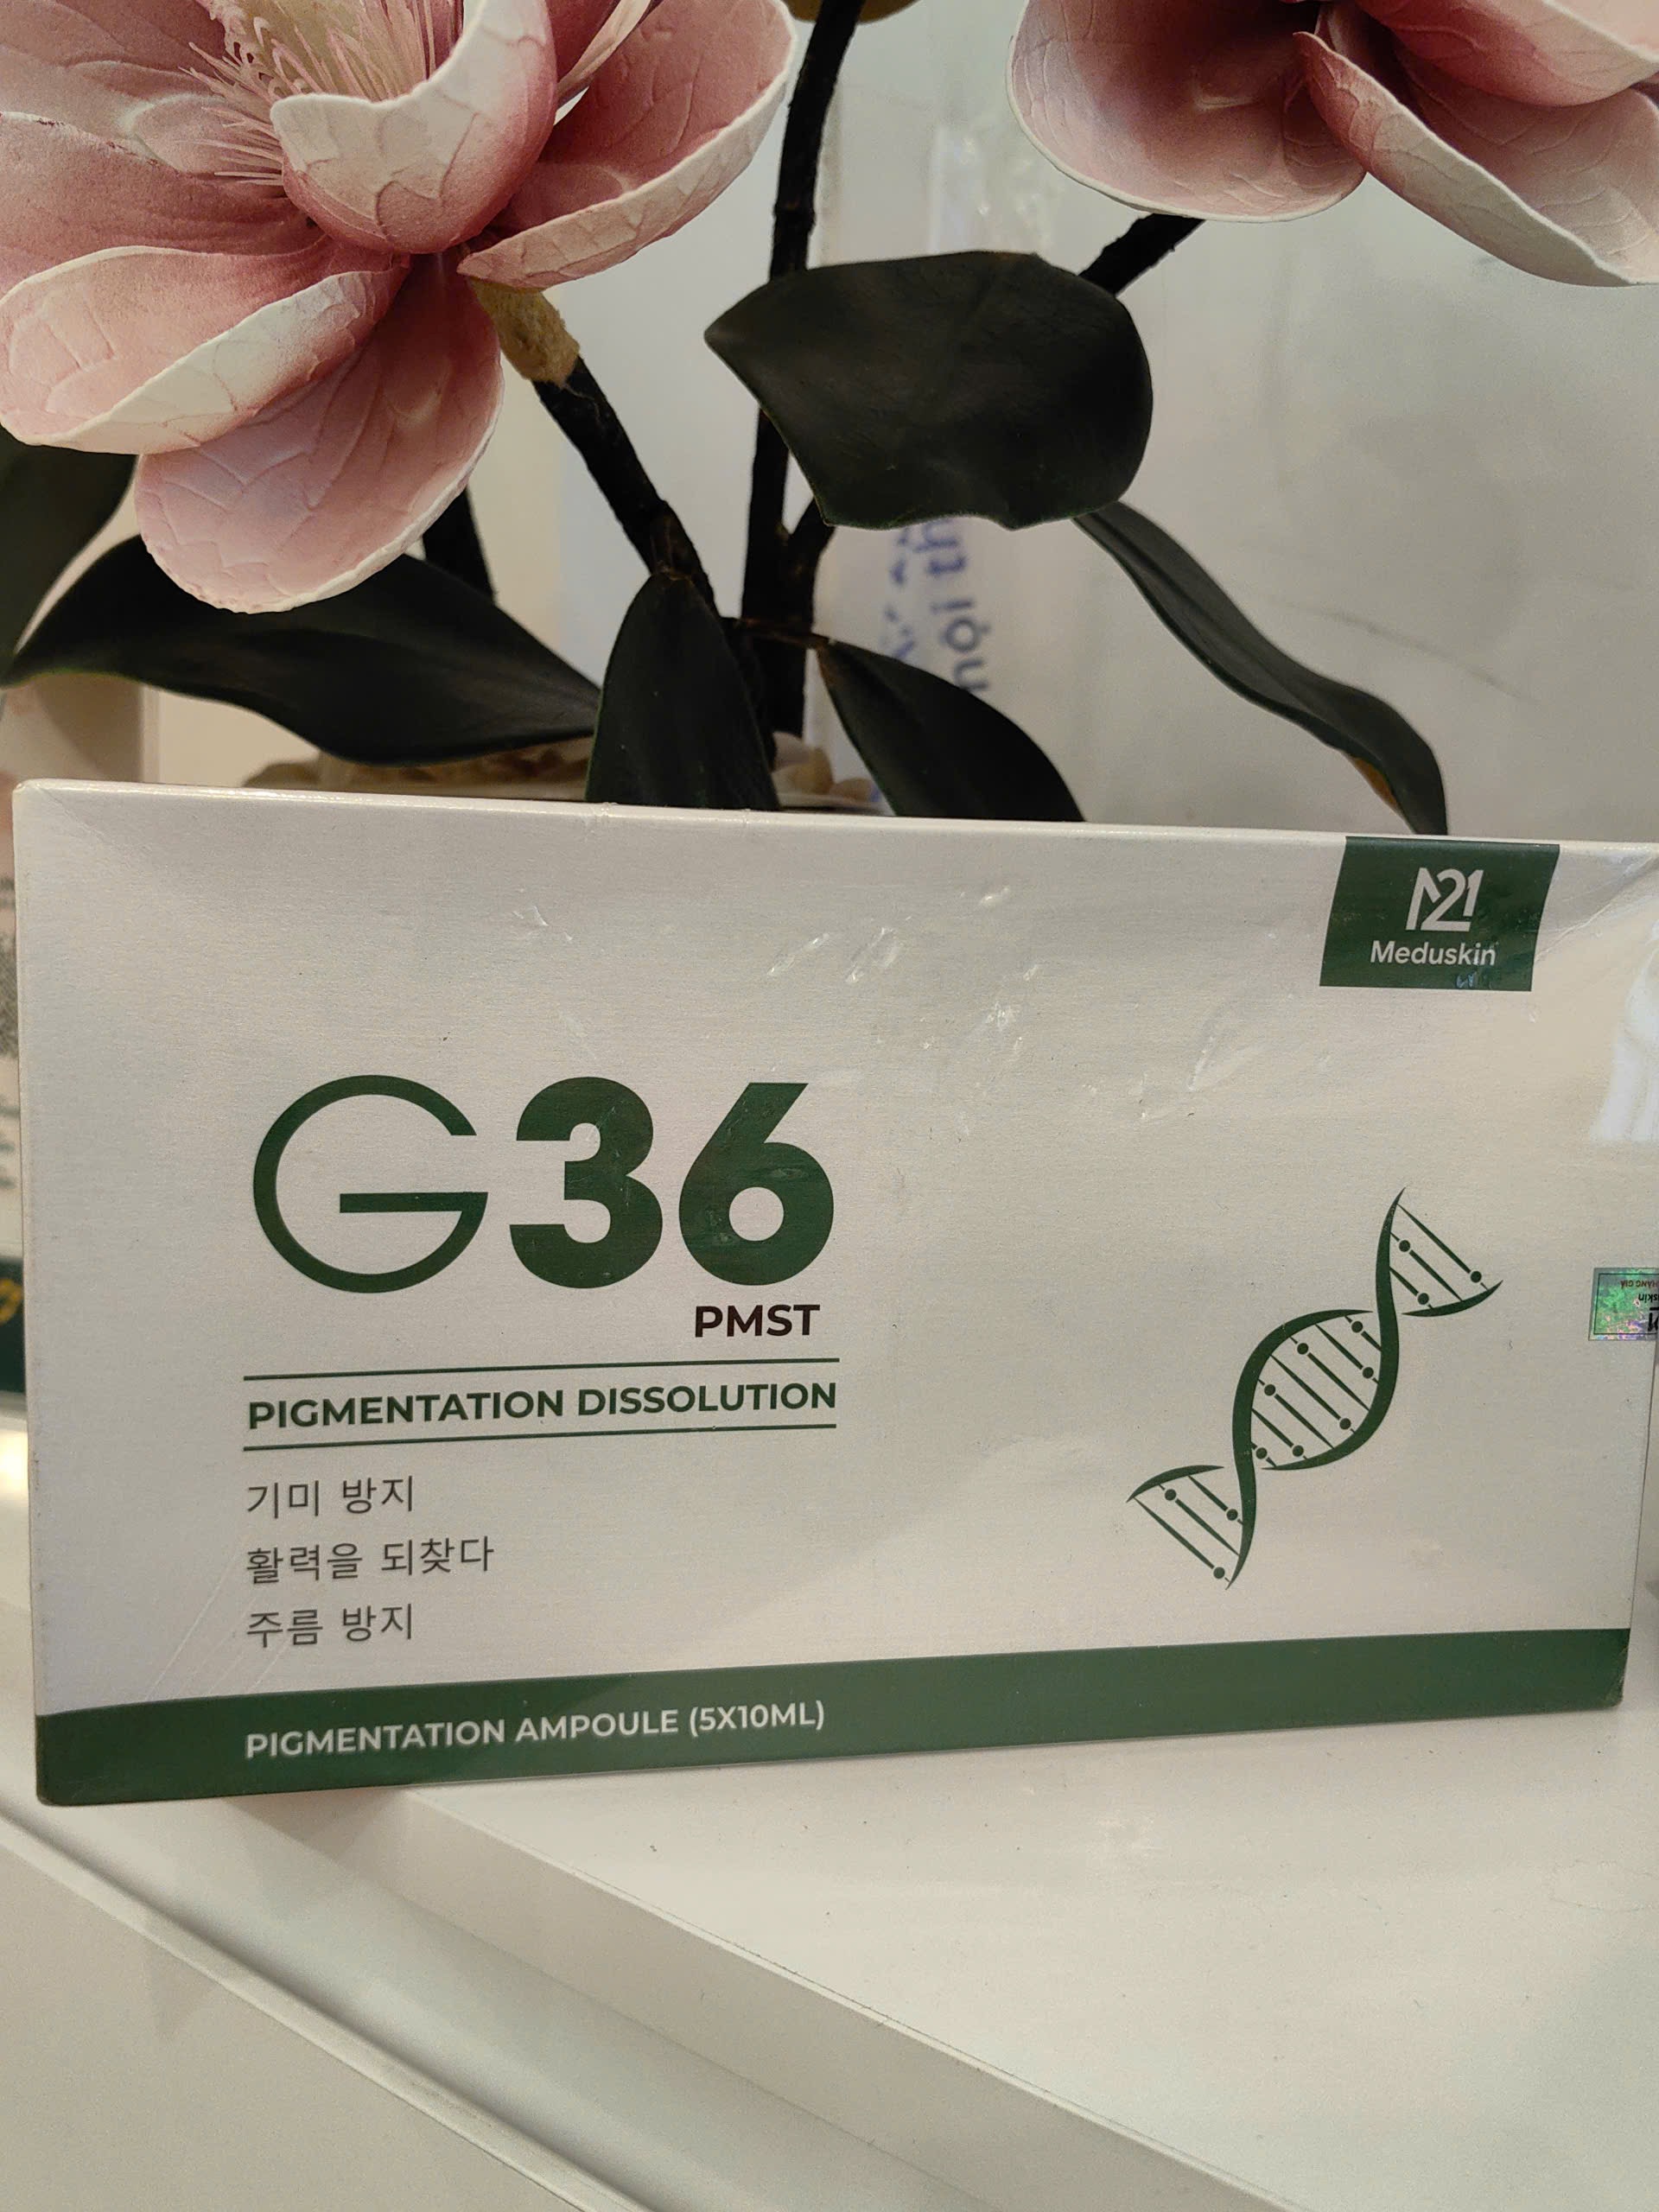 M21
Meduskin
G36
PMST
PIGMENTATION DISSOLUTION
기미 방지
활력을 되찾다
주름 방지
PIGMENTATION AMPOULE (5X10ML)